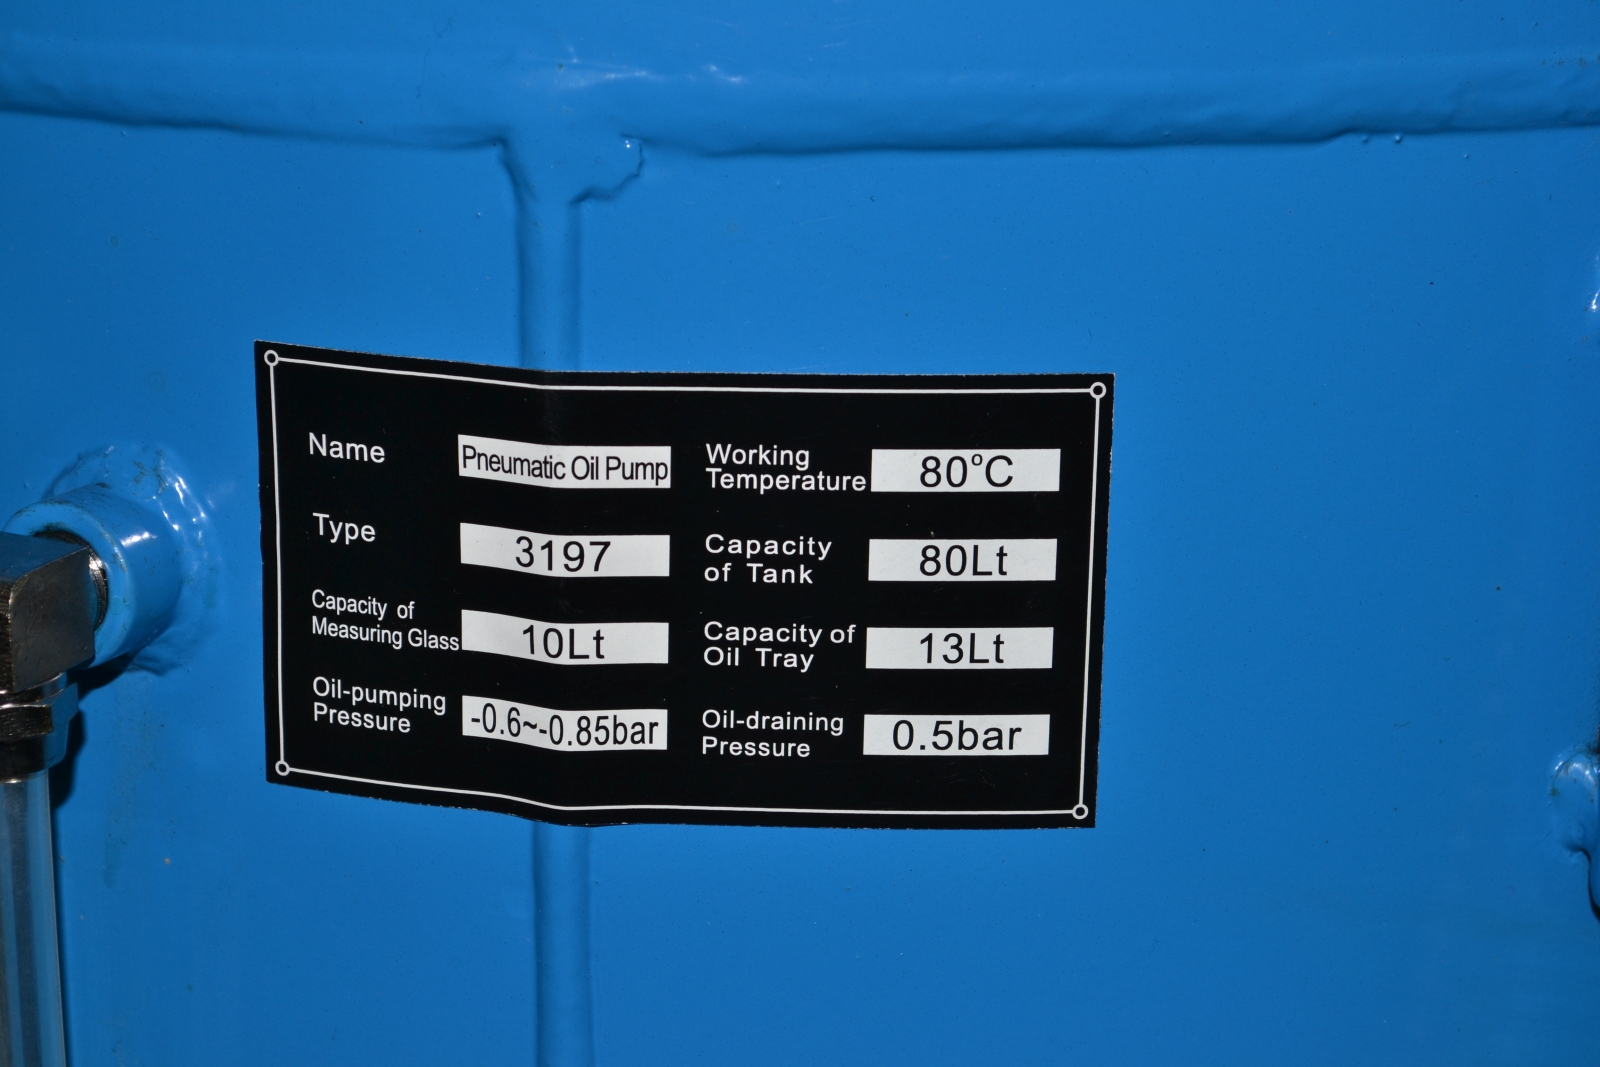 Name Pneumatic Oil Pump
Type 3197
Capacity of
Measuring Glass 10Lt
Oil-pumping
Pressure -0.6~-0.85bar
Working
Temperature 80°C
Capacity
of Tank 80Lt
Capacity of
Oil Tray 13Lt
Oil-draining
Pressure 0.5bar